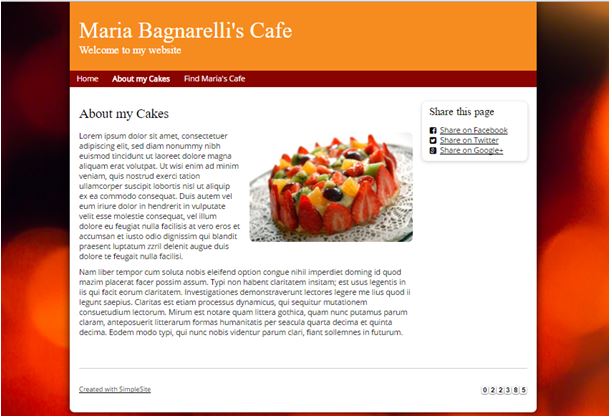 Maria Bagnarelli's Cafe
Welcome to my website
Home About my Cakes Find Maria's Cafe
About my Cakes
Lorem ipsum dolor sit amet, consectetuer
adipiscing elit, sed diam nonummy nibh
euismod tincidunt ut laoreet dolore magna
aliquam erat volutpat. Ut wisi enim ad minim
veniam, quis nostrud exerci tation
ullamcorper suscipit lobortis nisl ut aliquip
ex ea commodo consequat. Duis autem vel
eum iriure dolor in hendrerit in vulputate
velit esse molestie consequat, vel illum
dolore eu feugiat nulla facilisis at vero eros et
accumsan et iusto odio dignissim qui blandit
praesent luptatum zzril delenit augue duis
dolore te feugait nulla facilisi.
Nam liber tempor cum soluta nobis eleifend option congue nihil imperdiet doming id quod
mazim placerat facer possim assum. Typi non habent claritatem insitam; est usus legentis in
iis qui facit eorum claritatem. Investigationes demonstraverunt lectores legere me lius quod ii
legunt saepius. Claritas est etiam processus dynamicus, qui sequitur mutationem
consuetudium lectorum. Mirum est notare quam littera gothica, quam nunc putamus parum
claram, anteposuerit litterarum formas humanitatis per seacula quarta decima et quinta
decima. Eodem modo typi, qui nunc nobis videntur parum clari, fiant sollemnes in futurum.
Share this page
Share on Facebook
Share on Twitter
Share on Google+
Created with SimpleSite
022385